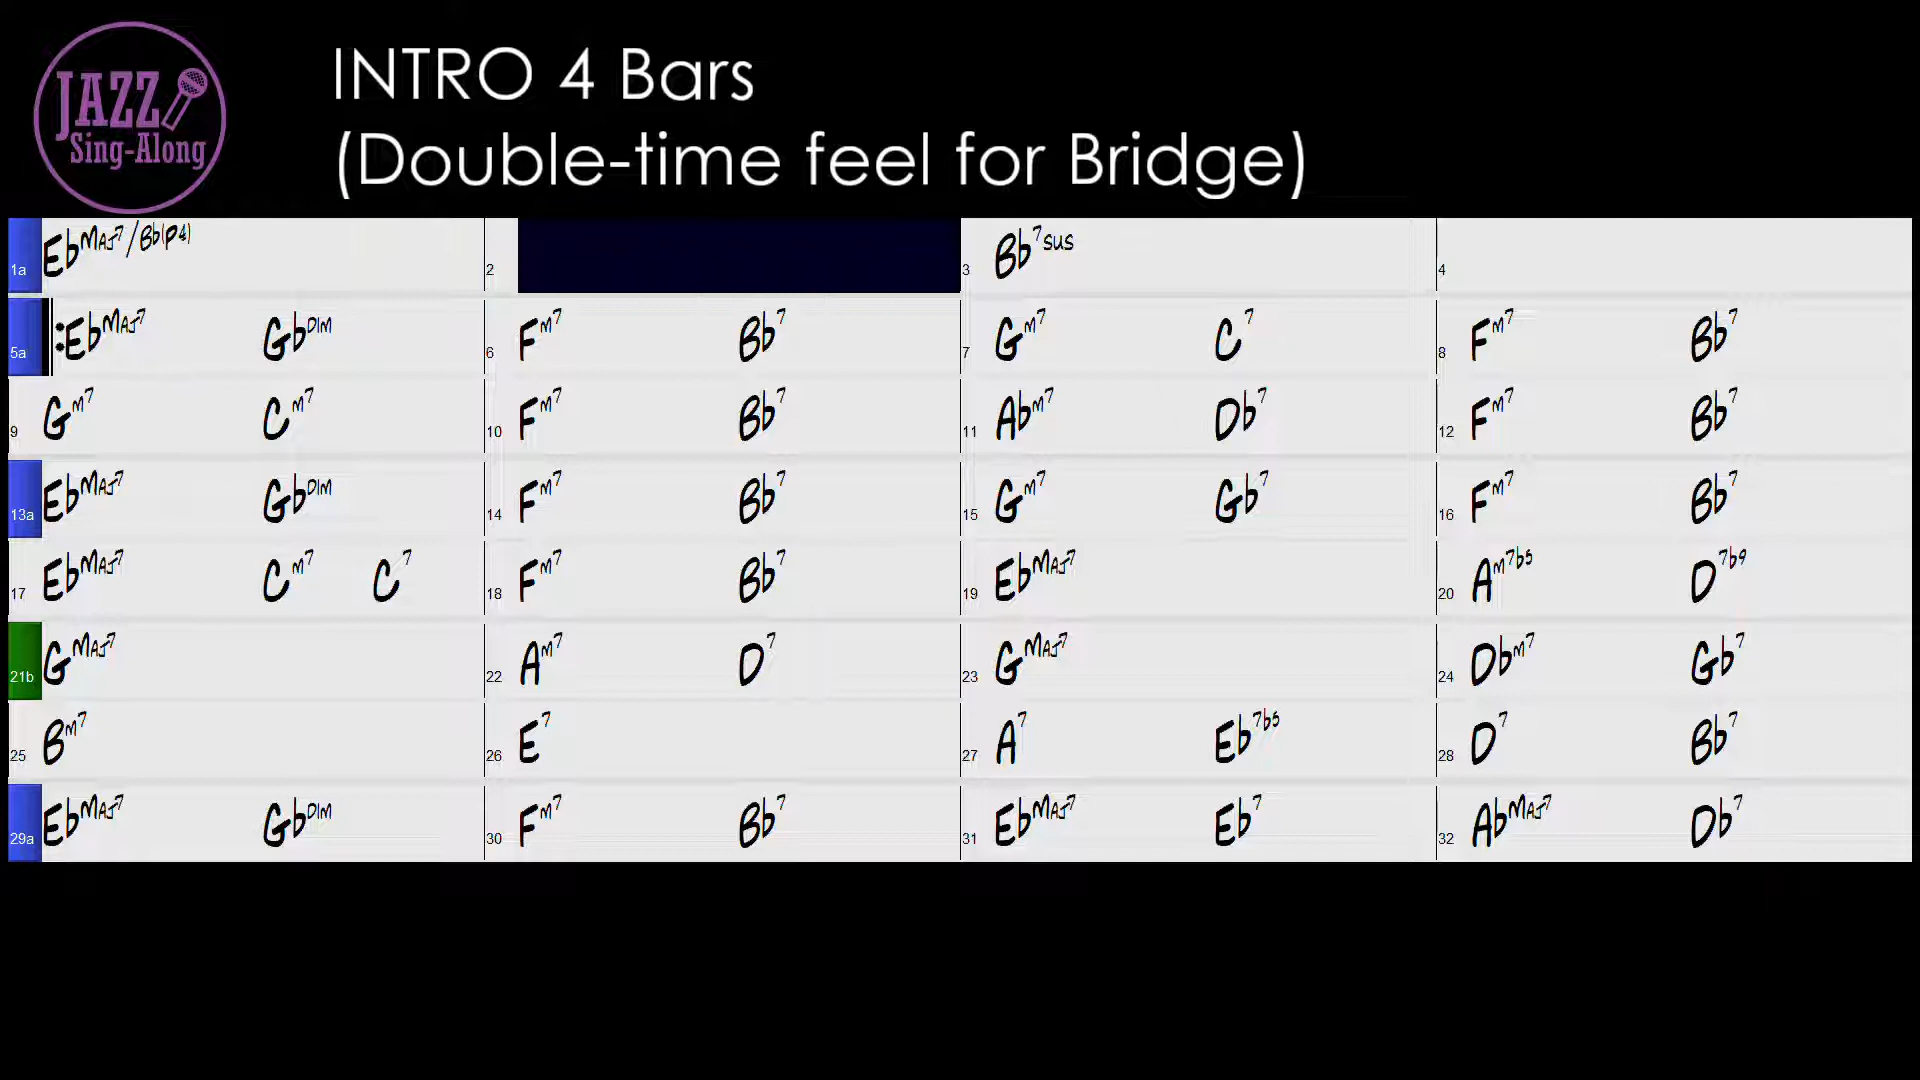 JAZZ
Sing-Along
INTRO 4 Bars
(Double-time feel for Bridge)
1a EbMAJ7/Bb(P4) 2 3 Bb7sus 4
5a EbMAJ7 GbDIM 6 Fm7 Bb7 7 Gm7 C7 8 Fm7 Bb7
9 Gm7 Cm7 10 Fm7 Bb7 11 Abm7 Db7 12 Fm7 Bb7
13a EbMAJ7 GbDIM 14 Fm7 Bb7 15 Gm7 Gb7 16 Fm7 Bb7
17 EbMAJ7 Cm7 C7 18 Fm7 Bb7 19 EbMAJ7 20 Am7b5 D7b9
21b GMAJ7 22 Am7 D7 23 GMAJ7 24 Dbm7 Gb7
25 Bm7 26 E7 27 A7 Eb7b5 28 D7 Bb7
29a EbMAJ7 GbDIM 30 Fm7 Bb7 31 EbMAJ7 Eb7 32 AbMAJ7 Db7